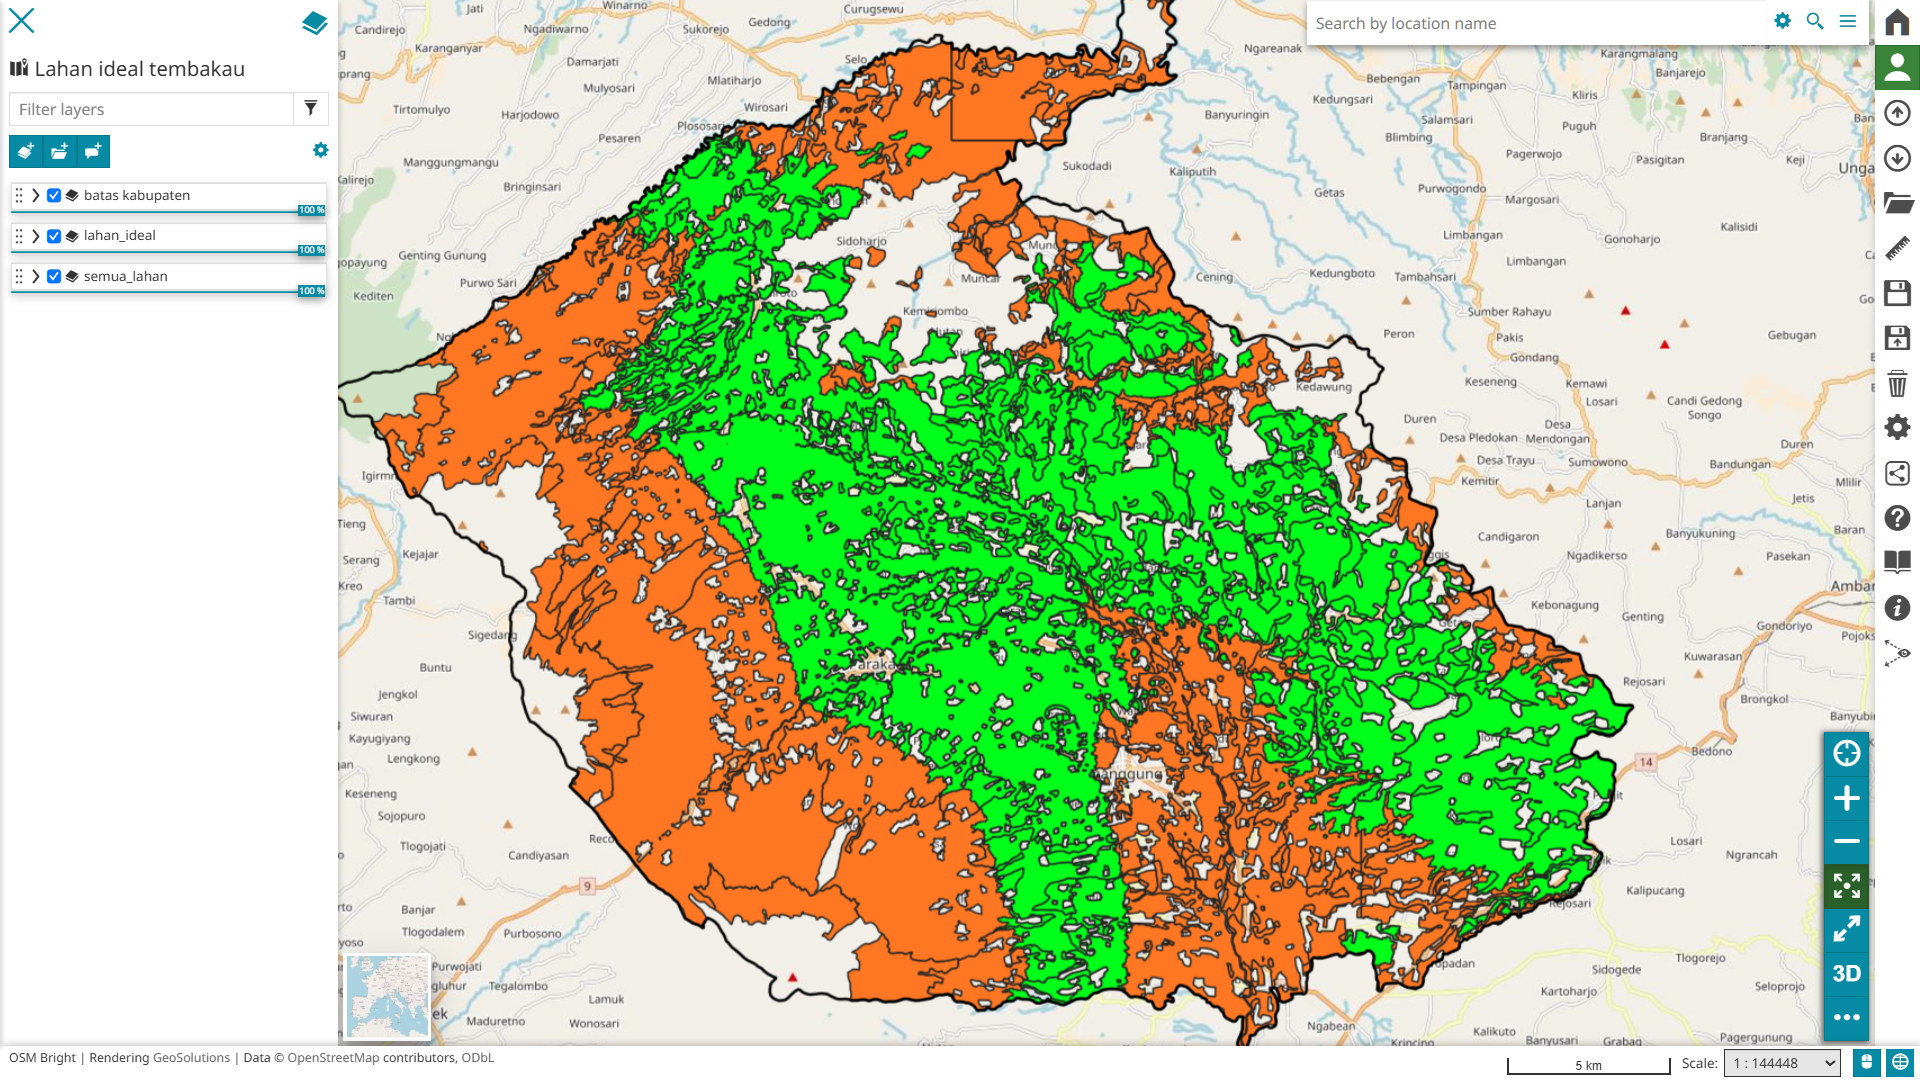 Lahan ideal tembakau
Filter layers
batas kabupaten
100 %
lahan_ideal
100 %
semua_lahan
100 %
Search by location name
Jati
Winarno
Curugsewu
Candirejo
Ngadiwarno
Sukorejo
Gedong
Karanganyar
Selo
Ngareanak
Karangmalang
Damarjati
Mlatiharjo
Bebengan
Tampingan
Banjarejo
Mulyosari
Kedungsari
Kliris
Tirtomulyo
Harjodowo
Wirosari
Banyuringin
Salamsari
Puguh
Branjang
Pesaren
Plososari
Blimbing
Manggungmangu
Sukodadi
Kaliputih
Pagerwojo
Pasigitan
Keji
Unga
Kalirejo
Bringinsari
Getas
Purwogondo
Margosari
Sidoharjo
Limbangan
Gonoharjo
Kalisidi
Genting Gunung
Limbangan
Purwo Sari
Muncar
Cening
Kedungboto
Tambahsari
Kediten
Sumber Rahayu
Peron
Pakis
Gebugan
Gondang
Kedawung
Keseneng
Kemawi
Losari
Candi Gedong
Songo
Duren
Desa
Mendongan
Desa Pledokan
Duren
Desa Trayu
Sumowono
Bandungan
Kemitir
Mlilir
Lanjan
Jetis
Tieng
Banyukuning
Baran
Candigaron
Serang
Kejajar
Ngadikerso
Pasekan
Kreo
Ambar
Tambi
Kebonagung
Genting
Gondoriyo
Pojoks
Sigedang
Kuwarasan
Buntu
Rejosari
Jengkol
Brongkol
Siwuran
Banyubir
Kayugiyang
Bedono
Lengkong
14
Keseneng
Sojopuro
Losari
Tlogojati
Candiyasan
Ngrancah
9
Kalipucang
Rejosari
Banjar
Tlogodalem
Purbosono
Tlogorejo
Purwojati
Sidogede
Tegalombo
Kartoharjo
Seloprojo
Lamuk
Maduretno
Wonosari
Ngabean
Kalikuto
Pagergunung
Krincing
Banyusari
Grabag
3D
OSM Bright | Rendering GeoSolutions | Data © OpenStreetMap contributors, ODbL
5 km
Scale:
1 : 144448